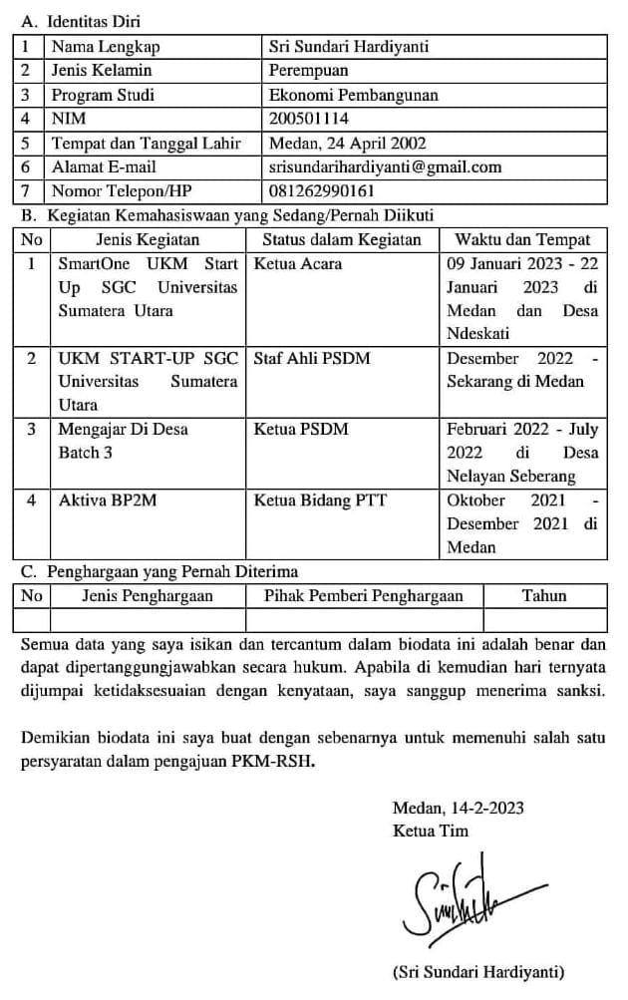 A. Identitas Diri
1 Nama Lengkap Sri Sundari Hardiyanti
2 Jenis Kelamin Perempuan
3 Program Studi Ekonomi Pembangunan
4 NIM 200501114
5 Tempat dan Tanggal Lahir Medan, 24 April 2002
6 Alamat E-mail srisundarihardiyanti@gmail.com
7 Nomor Telepon/HP 081262990161
B. Kegiatan Kemahasiswaan yang Sedang/Pernah Diikuti
No Jenis Kegiatan Status dalam Kegiatan Waktu dan Tempat
1 SmartOne UKM Start Ketua Acara 09 Januari 2023 - 22
Up SGC Universitas Januari 2023 di
Sumatera Utara Medan dan Desa
Ndeskati
2 UKM START-UP SGC Staf Ahli PSDM Desember 2022 -
Universitas Sumatera Sekarang di Medan
Utara
3 Mengajar Di Desa Ketua PSDM Februari 2022 - July
Batch 3 2022 di Desa
Nelayan Seberang
4 Aktiva BP2M Ketua Bidang PTT Oktober 2021 -
Desember 2021 di
Medan
C. Penghargaan yang Pernah Diterima
No Jenis Penghargaan Pihak Pemberi Penghargaan Tahun
Semua data yang saya isikan dan tercantum dalam biodata ini adalah benar dan
dapat dipertanggungjawabkan secara hukum. Apabila di kemudian hari ternyata
dijumpai ketidaksesuaian dengan kenyataan, saya sanggup menerima sanksi.
Demikian biodata ini saya buat dengan sebenarnya untuk memenuhi salah satu
persyaratan dalam pengajuan PKM-RSH.
Medan, 14-2-2023
Ketua Tim
(Sri Sundari Hardiyanti)